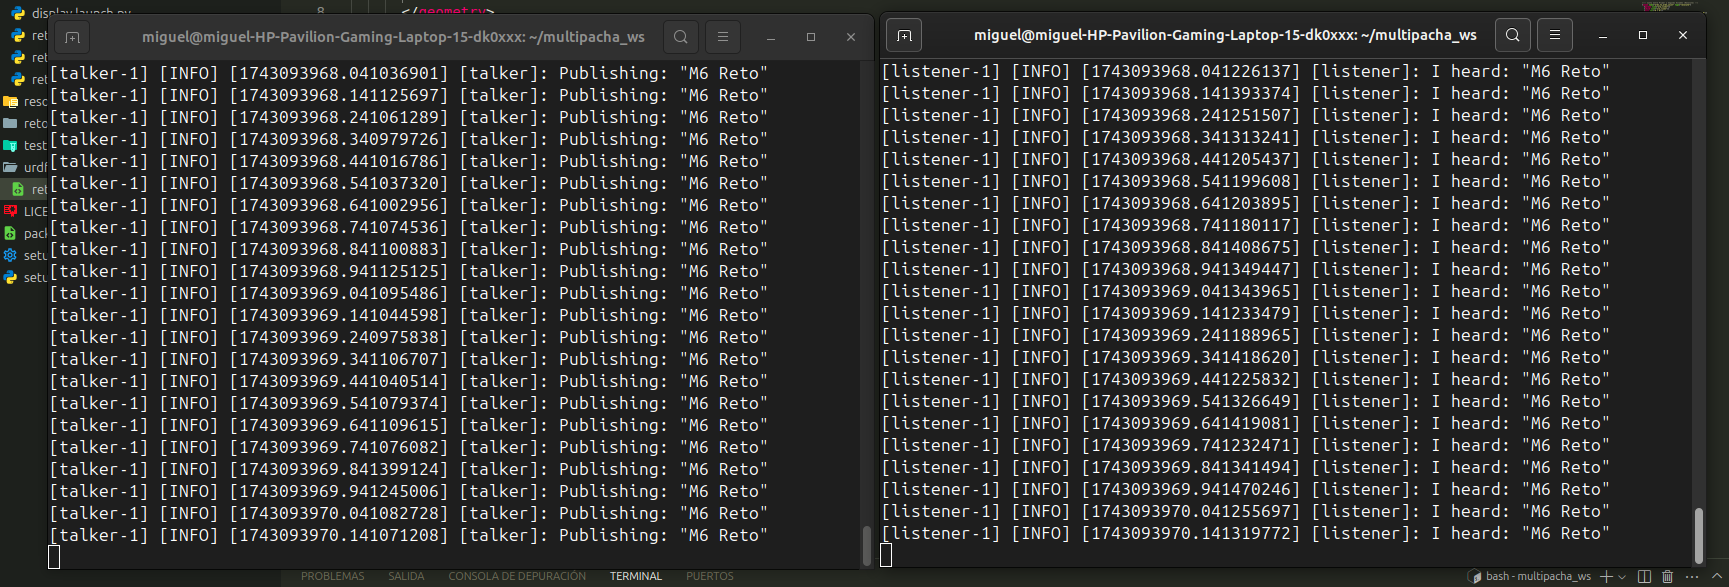 display.launch.py
8
</geometry>
ret
ret
ret
reso
reto
test
urdf
ret
LICE
pack
setu
setu
miguel@miguel-HP-Pavilion-Gaming-Laptop-15-dk0xxx: ~/multipacha_ws
[talker-1] [INFO] [1743093968.041036901] [talker]: Publishing: "M6 Reto"
[talker-1] [INFO] [1743093968.141125697] [talker]: Publishing: "M6 Reto"
[talker-1] [INFO] [1743093968.241061289] [talker]: Publishing: "M6 Reto"
[talker-1] [INFO] [1743093968.340979726] [talker]: Publishing: "M6 Reto"
[talker-1] [INFO] [1743093968.441016786] [talker]: Publishing: "M6 Reto"
[talker-1] [INFO] [1743093968.541037320] [talker]: Publishing: "M6 Reto"
[talker-1] [INFO] [1743093968.641002956] [talker]: Publishing: "M6 Reto"
[talker-1] [INFO] [1743093968.741074536] [talker]: Publishing: "M6 Reto"
[talker-1] [INFO] [1743093968.841100883] [talker]: Publishing: "M6 Reto"
[talker-1] [INFO] [1743093968.941125125] [talker]: Publishing: "M6 Reto"
[talker-1] [INFO] [1743093969.041095486] [talker]: Publishing: "M6 Reto"
[talker-1] [INFO] [1743093969.141044598] [talker]: Publishing: "M6 Reto"
[talker-1] [INFO] [1743093969.240975838] [talker]: Publishing: "M6 Reto"
[talker-1] [INFO] [1743093969.341106707] [talker]: Publishing: "M6 Reto"
[talker-1] [INFO] [1743093969.441040514] [talker]: Publishing: "M6 Reto"
[talker-1] [INFO] [1743093969.541079374] [talker]: Publishing: "M6 Reto"
[talker-1] [INFO] [1743093969.641109615] [talker]: Publishing: "M6 Reto"
[talker-1] [INFO] [1743093969.741076082] [talker]: Publishing: "M6 Reto"
[talker-1] [INFO] [1743093969.841399124] [talker]: Publishing: "M6 Reto"
[talker-1] [INFO] [1743093969.941245006] [talker]: Publishing: "M6 Reto"
[talker-1] [INFO] [1743093970.041082728] [talker]: Publishing: "M6 Reto"
[talker-1] [INFO] [1743093970.141071208] [talker]: Publishing: "M6 Reto"
miguel@miguel-HP-Pavilion-Gaming-Laptop-15-dk0xxx: ~/multipacha_ws
[listener-1] [INFO] [1743093968.041226137] [listener]: I heard: "M6 Reto"
[listener-1] [INFO] [1743093968.141393374] [listener]: I heard: "M6 Reto"
[listener-1] [INFO] [1743093968.241251507] [listener]: I heard: "M6 Reto"
[listener-1] [INFO] [1743093968.341313241] [listener]: I heard: "M6 Reto"
[listener-1] [INFO] [1743093968.441205437] [listener]: I heard: "M6 Reto"
[listener-1] [INFO] [1743093968.541199608] [listener]: I heard: "M6 Reto"
[listener-1] [INFO] [1743093968.641203895] [listener]: I heard: "M6 Reto"
[listener-1] [INFO] [1743093968.741180117] [listener]: I heard: "M6 Reto"
[listener-1] [INFO] [1743093968.841408675] [listener]: I heard: "M6 Reto"
[listener-1] [INFO] [1743093968.941349447] [listener]: I heard: "M6 Reto"
[listener-1] [INFO] [1743093969.041343965] [listener]: I heard: "M6 Reto"
[listener-1] [INFO] [1743093969.141233479] [listener]: I heard: "M6 Reto"
[listener-1] [INFO] [1743093969.241188965] [listener]: I heard: "M6 Reto"
[listener-1] [INFO] [1743093969.341418620] [listener]: I heard: "M6 Reto"
[listener-1] [INFO] [1743093969.441225832] [listener]: I heard: "M6 Reto"
[listener-1] [INFO] [1743093969.541326649] [listener]: I heard: "M6 Reto"
[listener-1] [INFO] [1743093969.641419081] [listener]: I heard: "M6 Reto"
[listener-1] [INFO] [1743093969.741232471] [listener]: I heard: "M6 Reto"
[listener-1] [INFO] [1743093969.841341494] [listener]: I heard: "M6 Reto"
[listener-1] [INFO] [1743093969.941470246] [listener]: I heard: "M6 Reto"
[listener-1] [INFO] [1743093970.041255697] [listener]: I heard: "M6 Reto"
[listener-1] [INFO] [1743093970.141319772] [listener]: I heard: "M6 Reto"
PROBLEMAS SALIDA CONSOLA DE DEPURACIÓN TERMINAL PUERTOS
bash - multipacha_ws